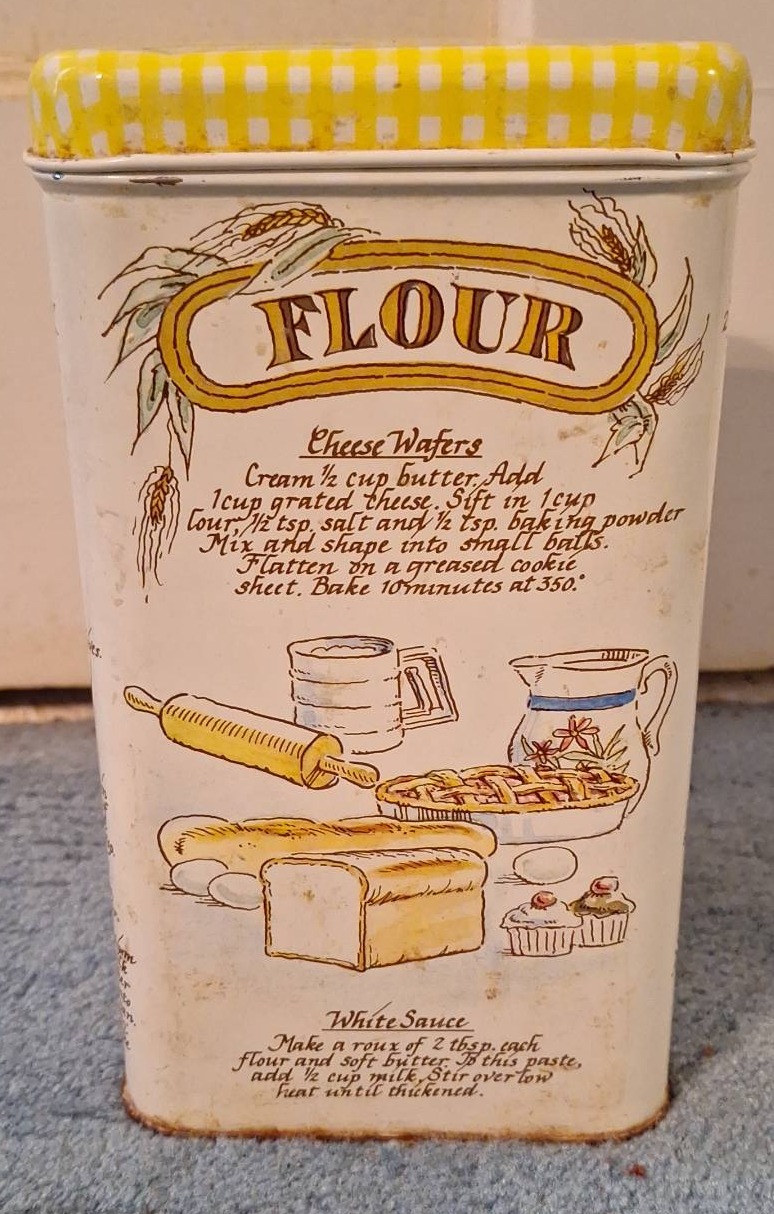 FLOUR
Cheese Wafers
Cream ½ cup butter. Add
1 cup grated cheese. Sift in 1 cup
lour, ½ tsp. salt and ½ tsp. baking powder
Mix and shape into small balls.
Flatten on a greased cookie
sheet. Bake 10 minutes at 350.°
White Sauce
Make a roux of 2 tbsp. each
flour and soft butter. To this paste,
add ½ cup milk. Stir over low
heat until thickened.